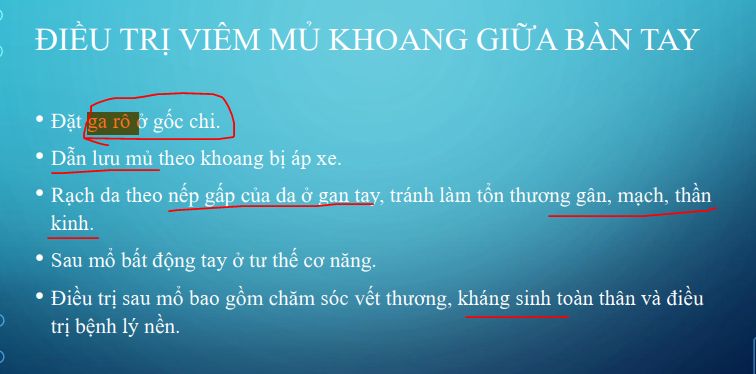 ĐIỀU TRỊ VIÊM MỦ KHOANG GIỮA BÀN TAY
• Đặt ga rô ở gốc chi.
• Dẫn lưu mủ theo khoang bị áp xe.
• Rạch da theo nếp gấp của da ở gan tay, tránh làm tổn thương gân, mạch, thần
kinh.
• Sau mổ bất động tay ở tư thế cơ năng.
• Điều trị sau mổ bao gồm chăm sóc vết thương, kháng sinh toàn thân và điều
trị bệnh lý nền.